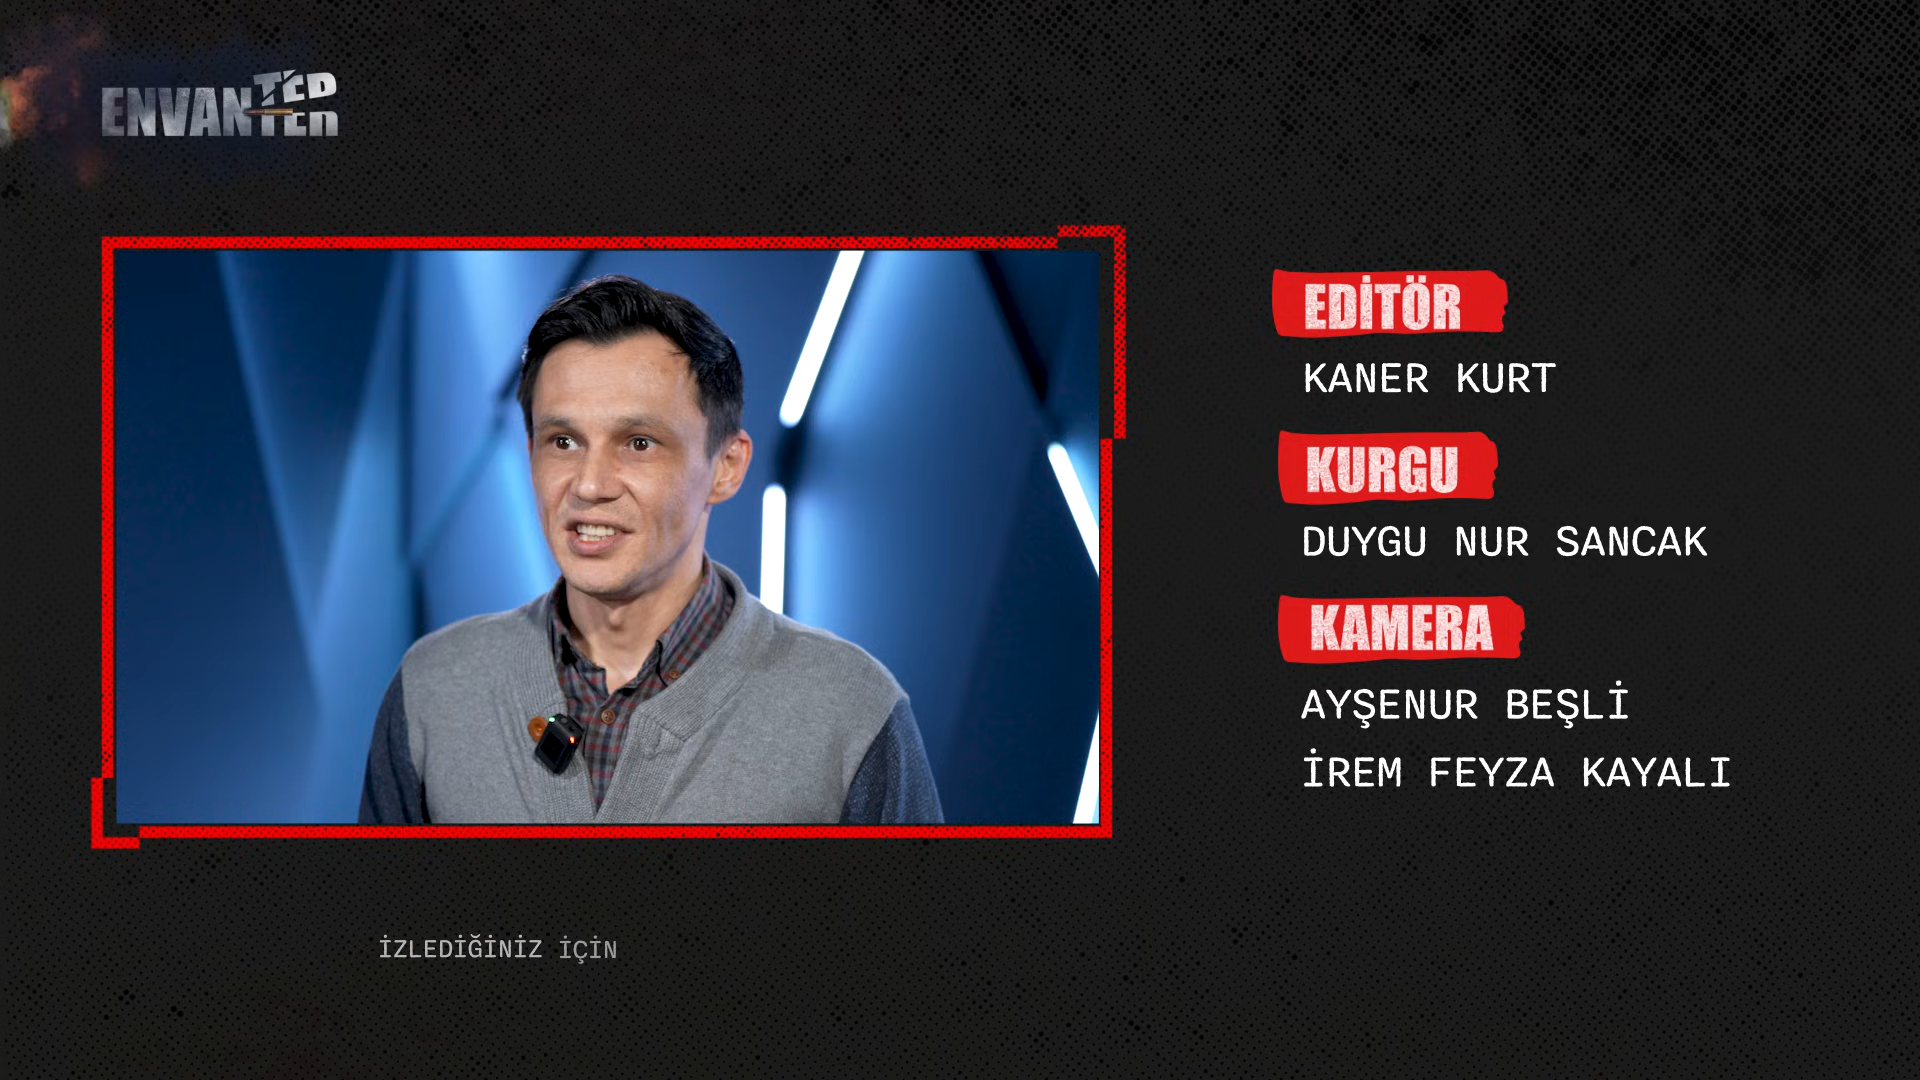 ENVANTER
EDİTÖR
KANER KURT
KURGU
DUYGU NUR SANCAK
KAMERA
AYŞENUR BEŞLİ
İREM FEYZA KAYALI
İZLEDİĞİNİZ İÇİN